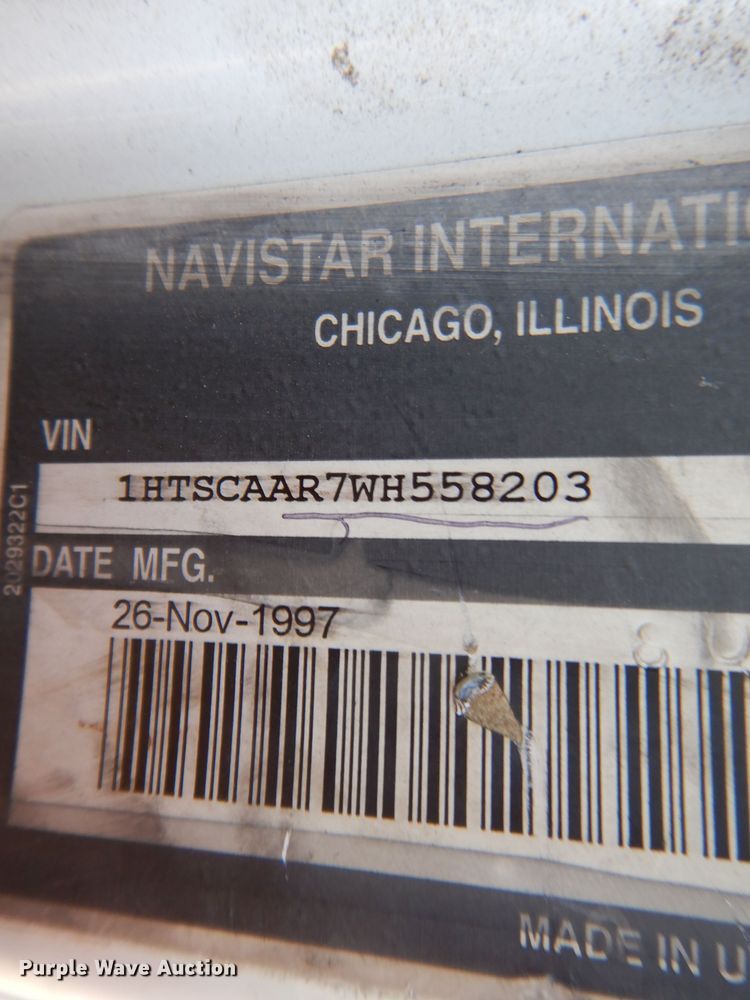 NAVISTAR INTERNATI
CHICAGO, ILLINOIS
VIN
1HTSCAAR7WH558203
2029322C1
DATE MFG.
26-Nov-1997
MADE IN U
Purple Wave Auction